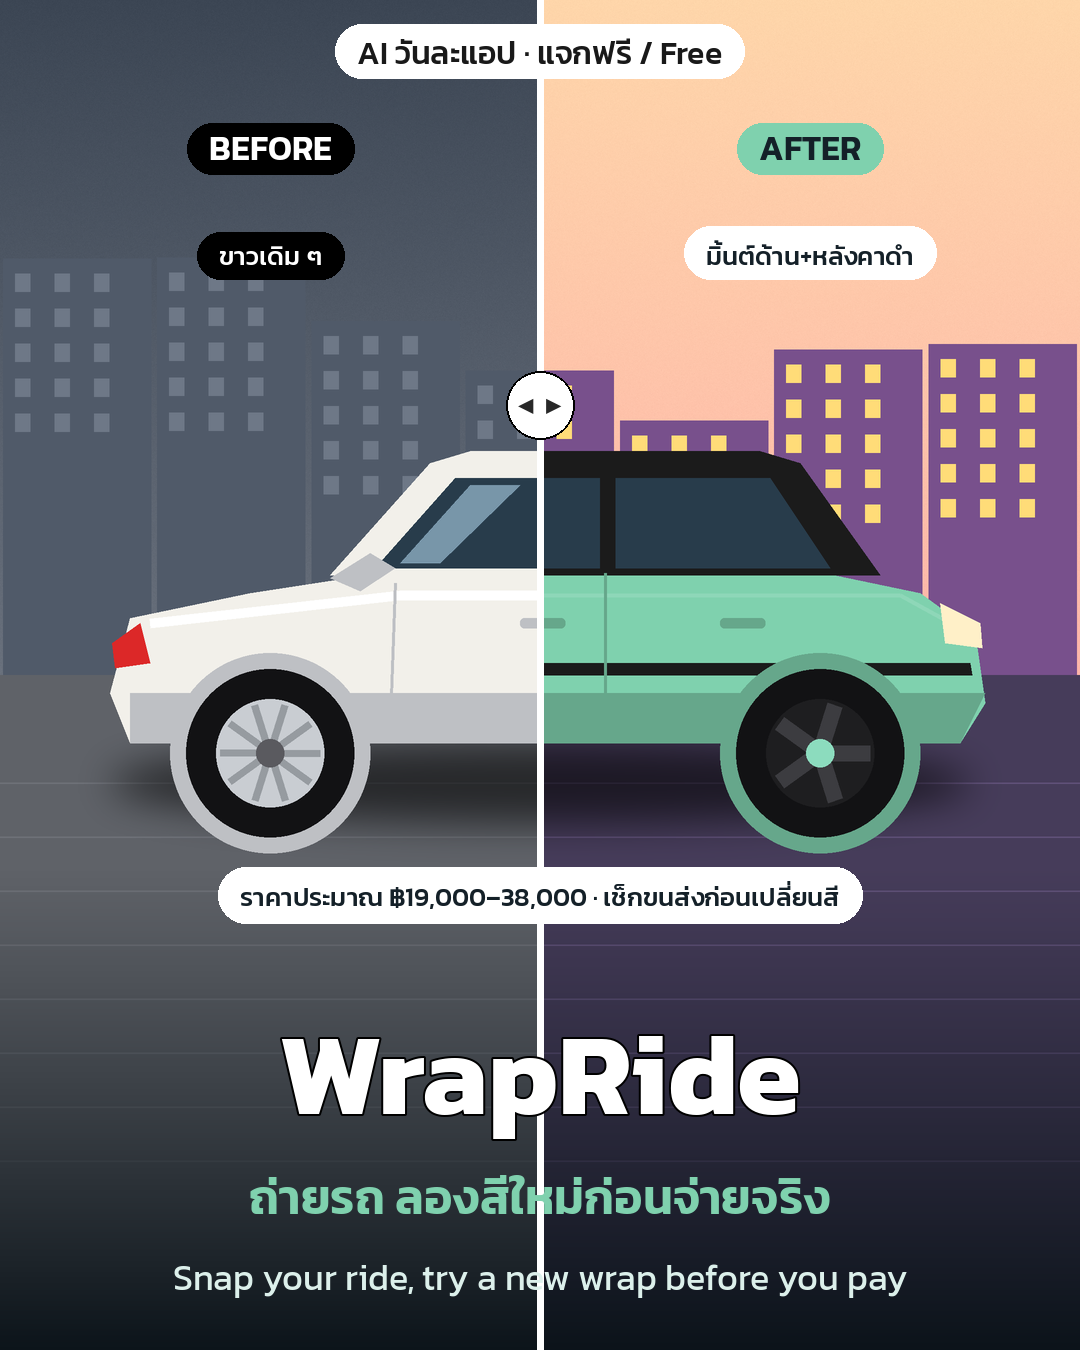 AI วันละแอป · แจกฟรี / Free
BEFORE
AFTER
ขาวเดิม ๆ
มิ้นต์ด้าน+หลังคาดำ
ราคาประมาณ ฿19,000–38,000 · เช็กขนส่งก่อนเปลี่ยนสี
WrapRide
ถ่ายรถ ลองสีใหม่ก่อนจ่ายจริง
Snap your ride, try a new wrap before you pay